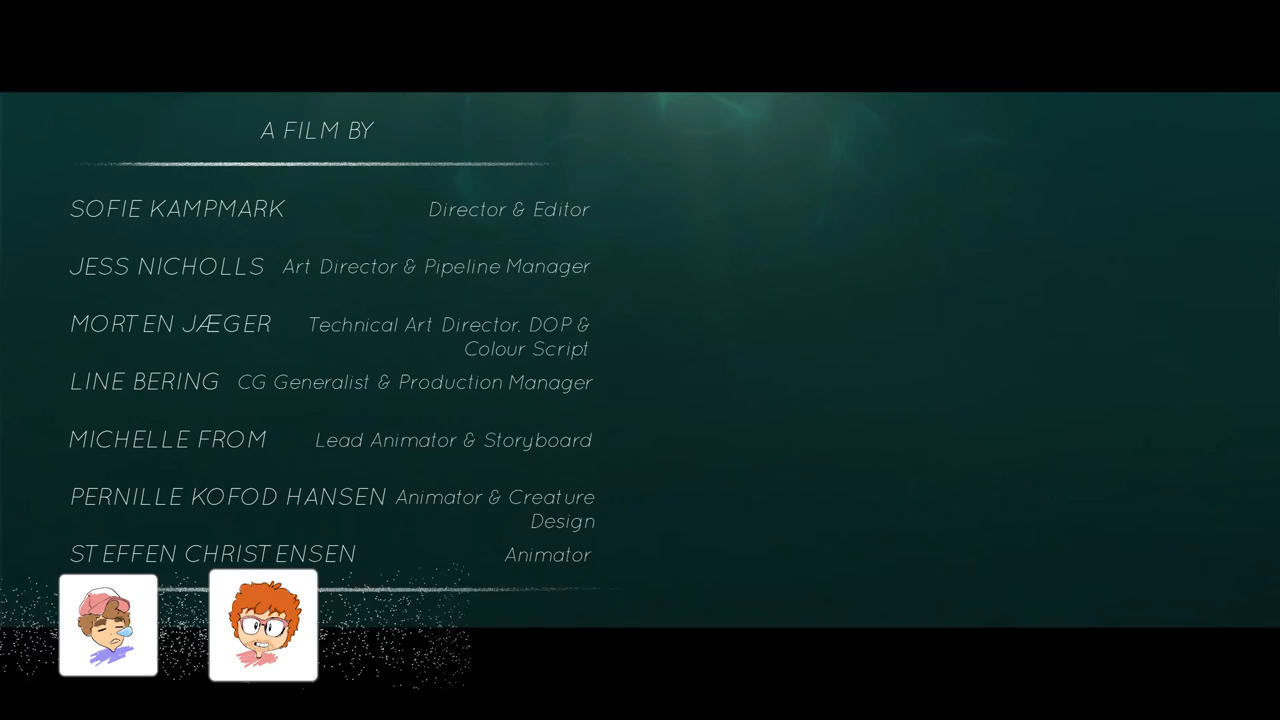 A FILM BY
SOFIE KAMPMARK Director & Editor
JESS NICHOLLS Art Director & Pipeline Manager
MORTEN JÆGER Technical Art Director. DOP &
Colour Script
LINE BERING CG Generalist & Production Manager
MICHELLE FROM Lead Animator & Storyboard
PERNILLE KOFOD HANSEN Animator & Creature
Design
STEFFEN CHRISTENSEN Animator